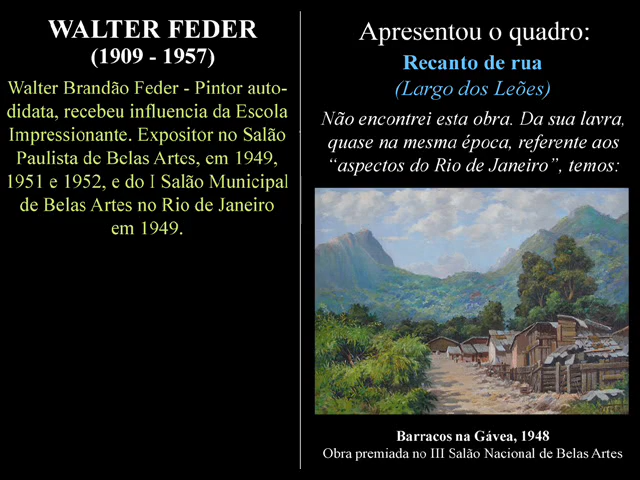 WALTER FEDER
(1909 - 1957)
Walter Brandão Feder - Pintor auto-
didata, recebeu influencia da Escola
Impressionante. Expositor no Salão
Paulista de Belas Artes, em 1949,
1951 e 1952, e do I Salão Municipal
de Belas Artes no Rio de Janeiro
em 1949.
Apresentou o quadro:
Recanto de rua
(Largo dos Leões)
Não encontrei esta obra. Da sua lavra,
quase na mesma época, referente aos
“aspectos do Rio de Janeiro”, temos:
Barracos na Gávea, 1948
Obra premiada no III Salão Nacional de Belas Artes